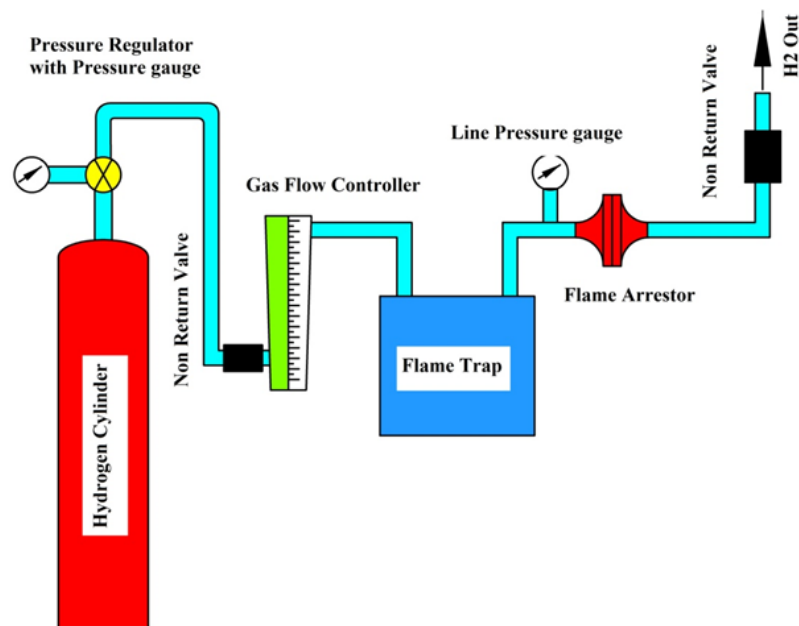 Pressure Regulator
with Pressure gauge
Non Return Valve
H2 Out
Line Pressure gauge
Gas Flow Controller
Non Return Valve
Flame Arrestor
Flame Trap
Hydrogen Cylinder